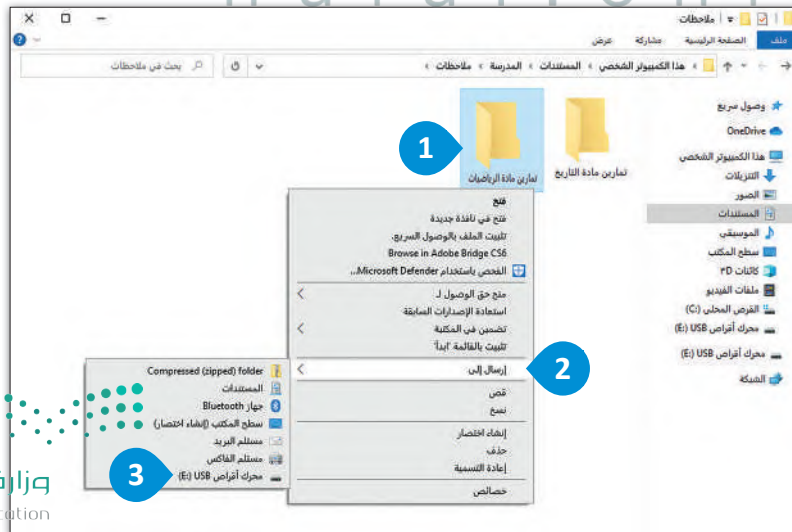 ملاحظات
ملف الصفحة الرئيسية مشاركة عرض
هذا الكمبيوتر الشخصي › المستندات › المدرسة › ملاحظات ›
بحث في ملاحظات
وصول سريع
OneDrive
هذا الكمبيوتر الشخصي
التنزيلات
الصور
المستندات
الموسيقى
سطح المكتب
كائنات ٣D
ملفات الفيديو
القرص المحلي (C:)
محرك أقراص USB (E:)
محرك أقراص USB (E:)
الشبكة
تمارين مادة التاريخ
تمارين مادة الرياضيات
1
فتح
فتح في نافذة جديدة
تثبيت الملف بالوصول السريع.
Browse in Adobe Bridge CS6
الفحص باستخدام Microsoft Defender...
منح حق الوصول لـ
استعادة الإصدارات السابقة
تضمين في المكتبة
تثبيت بالقائمة "ابدأ"
إرسال إلى
2
قص
نسخ
إنشاء اختصار
حذف
إعادة التسمية
خصائص
Compressed (zipped) folder
المستندات
جهاز Bluetooth
سطح المكتب (إنشاء اختصار)
مستلم البريد
مستلم الفاكس
محرك أقراص USB (E:)
3